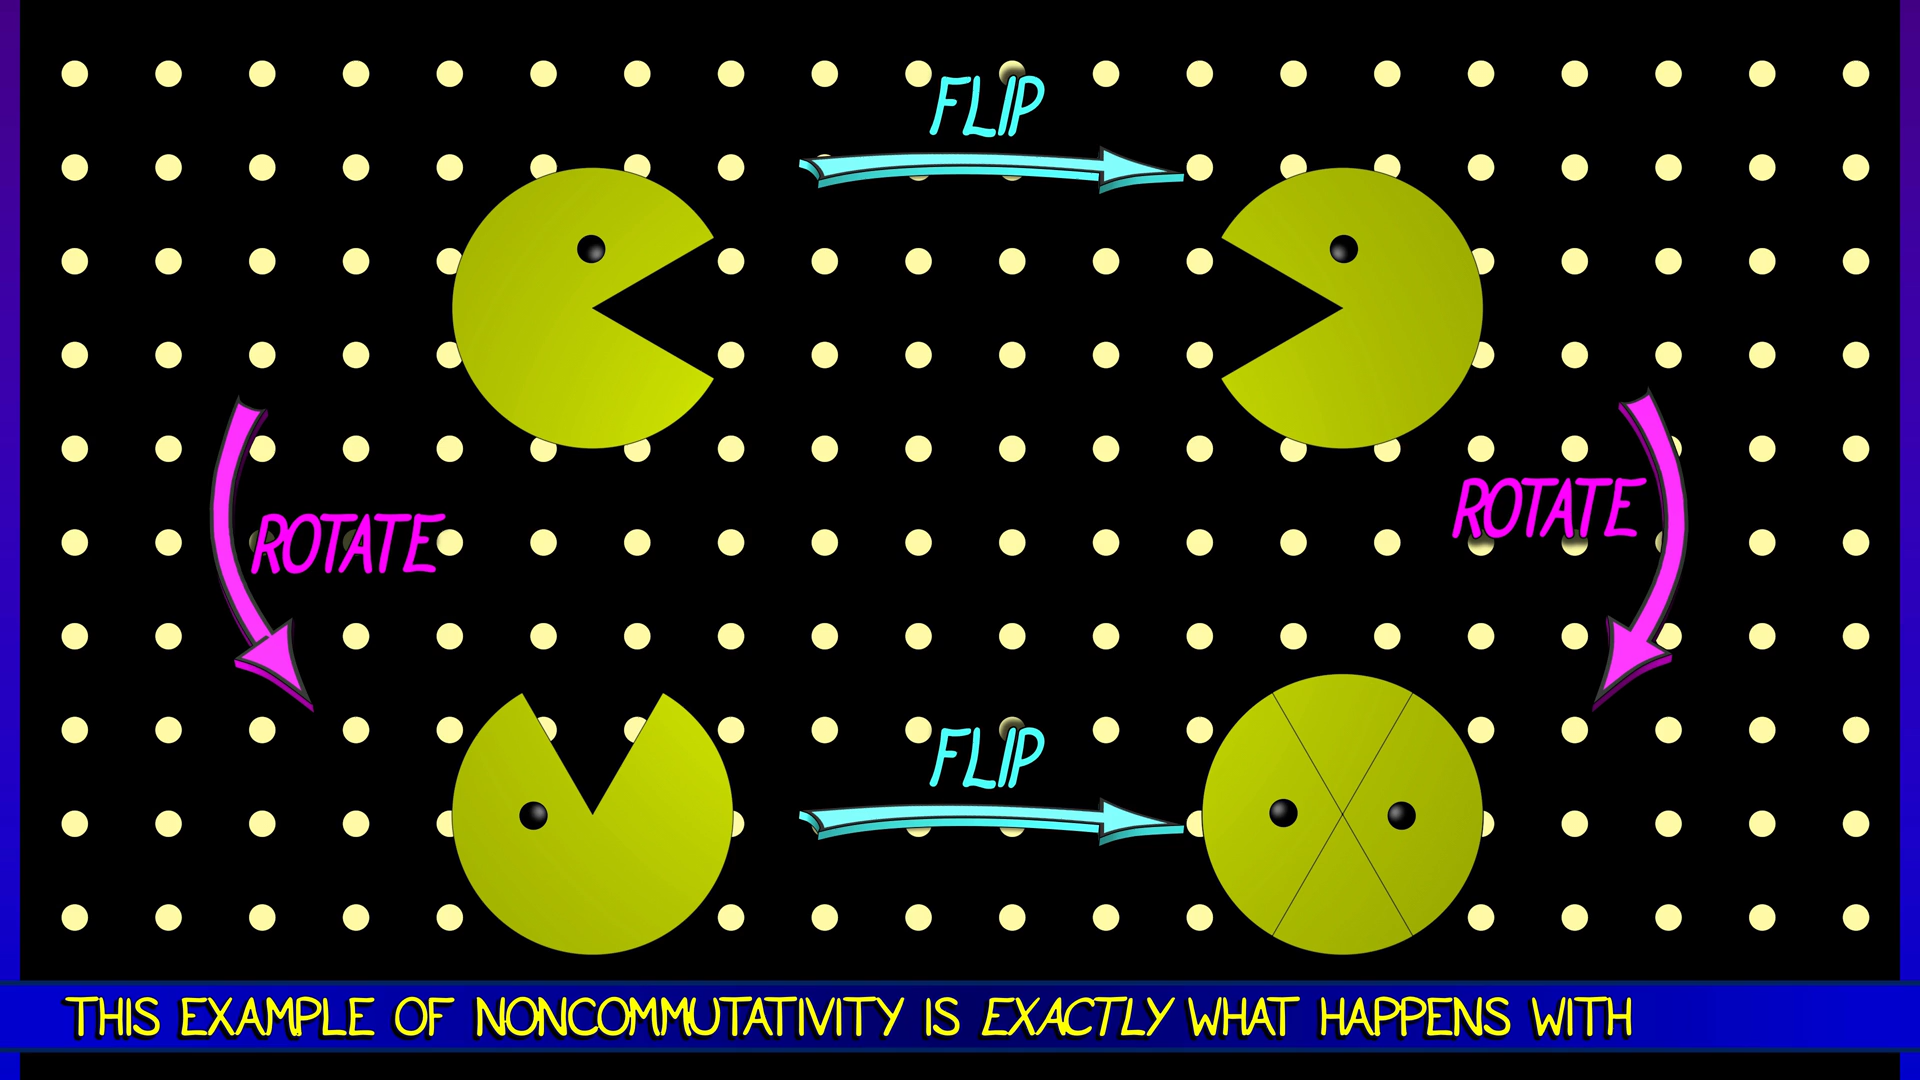 FLIP
ROTATE
ROTATE
FLIP
THIS EXAMPLE OF NONCOMMUTATIVITY IS EXACTLY WHAT HAPPENS WITH